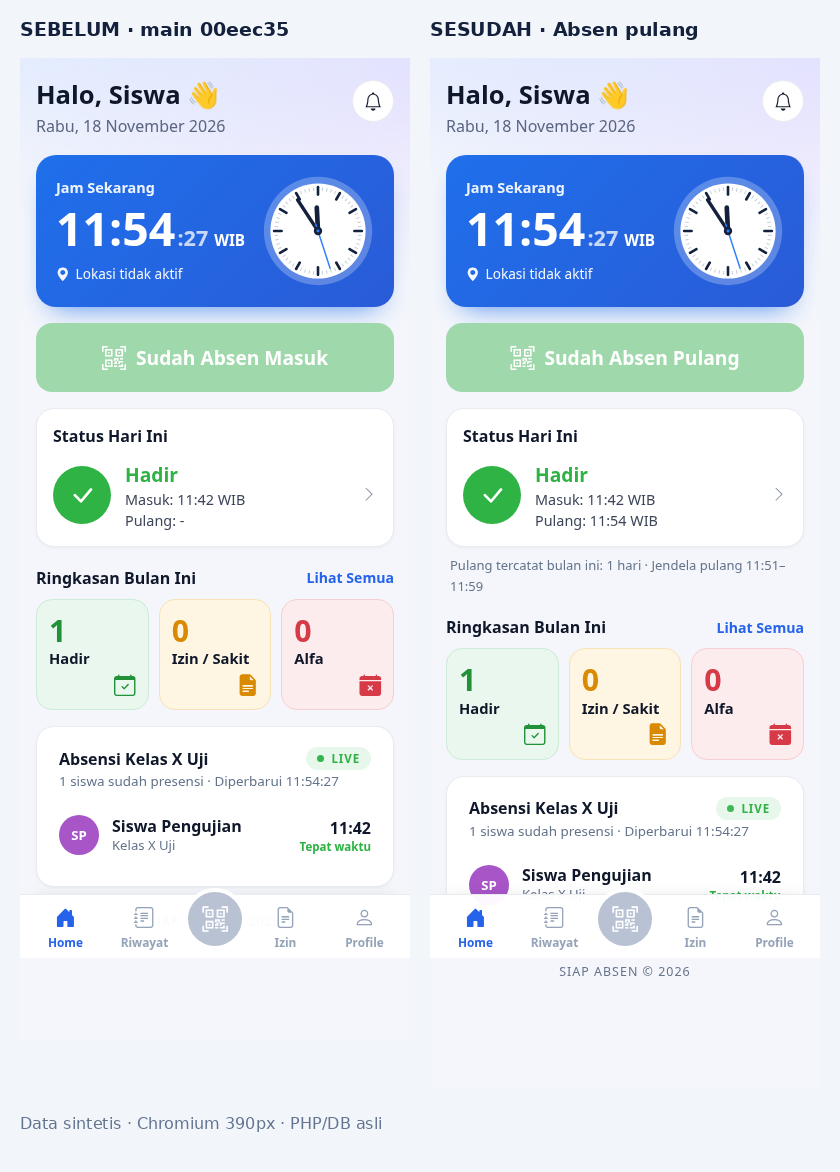 SEBELUM · main 00eec35
Halo, Siswa 👋
Rabu, 18 November 2026
Jam Sekarang
11:54:27 WIB
Lokasi tidak aktif
Sudah Absen Masuk
Status Hari Ini
Hadir
Masuk: 11:42 WIB
Pulang: -
Ringkasan Bulan Ini
Lihat Semua
1
Hadir
0
Izin / Sakit
0
Alfa
Absensi Kelas X Uji
LIVE
1 siswa sudah presensi · Diperbarui 11:54:27
SP
Siswa Pengujian
11:42
Kelas X Uji
Tepat waktu
Home
Riwayat
Izin
Profile
SESUDAH · Absen pulang
Halo, Siswa 👋
Rabu, 18 November 2026
Jam Sekarang
11:54:27 WIB
Lokasi tidak aktif
Sudah Absen Pulang
Status Hari Ini
Hadir
Masuk: 11:42 WIB
Pulang: 11:54 WIB
Pulang tercatat bulan ini: 1 hari · Jendela pulang 11:51–
11:59
Ringkasan Bulan Ini
Lihat Semua
1
Hadir
0
Izin / Sakit
0
Alfa
Absensi Kelas X Uji
LIVE
1 siswa sudah presensi · Diperbarui 11:54:27
SP
Siswa Pengujian
11:42
Kelas X Uji
Tepat waktu
Home
Riwayat
Izin
Profile
SIAP ABSEN © 2026
Data sintetis · Chromium 390px · PHP/DB asli